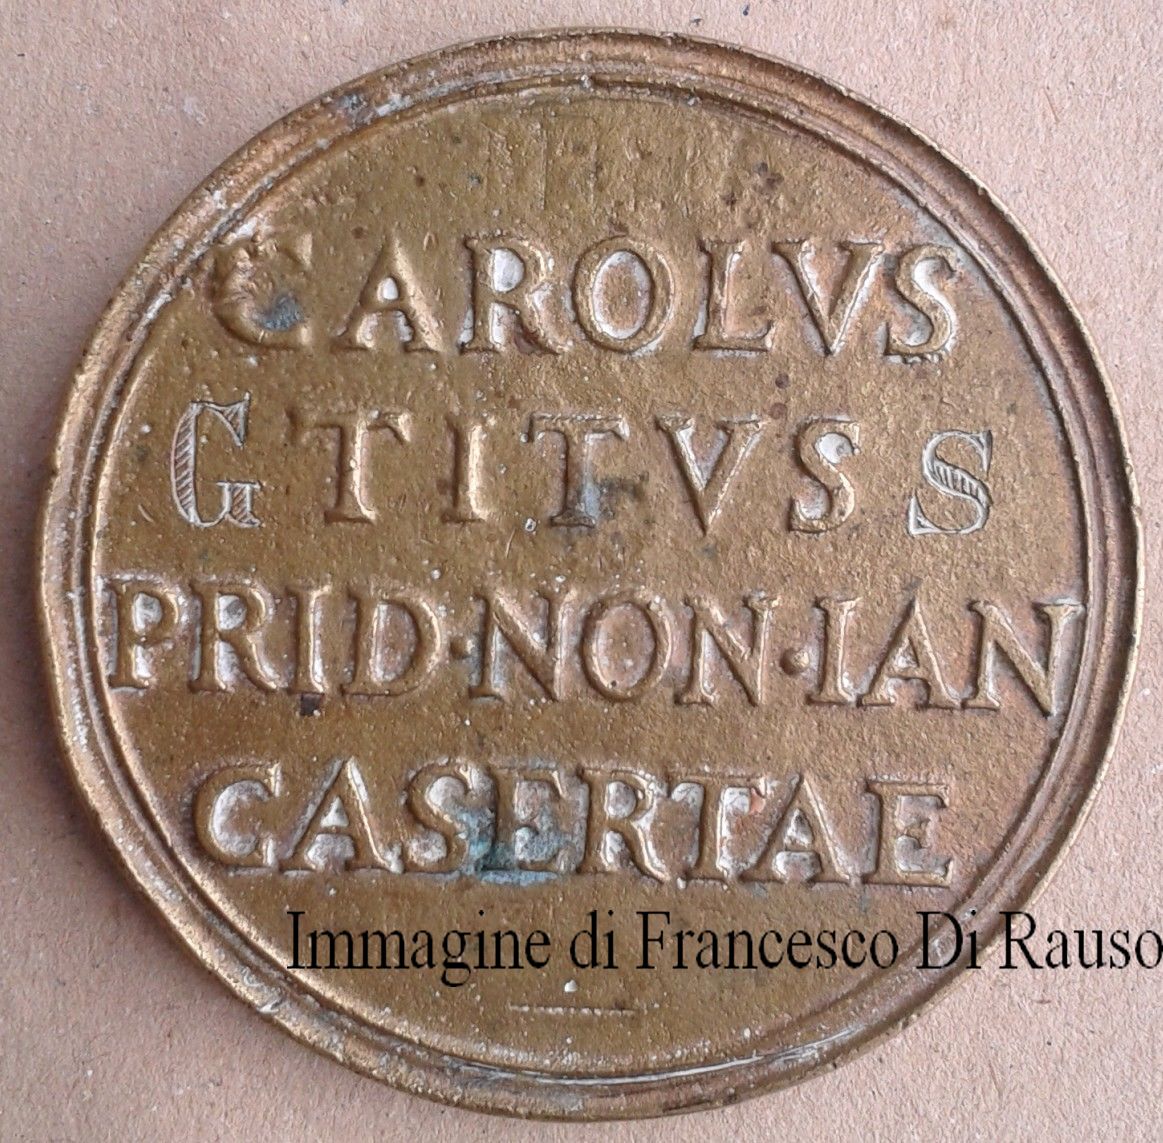 CAROLVS
G TITVS S
PRID·NON·IAN
CASERTAE
Immagine di Francesco Di Rauso